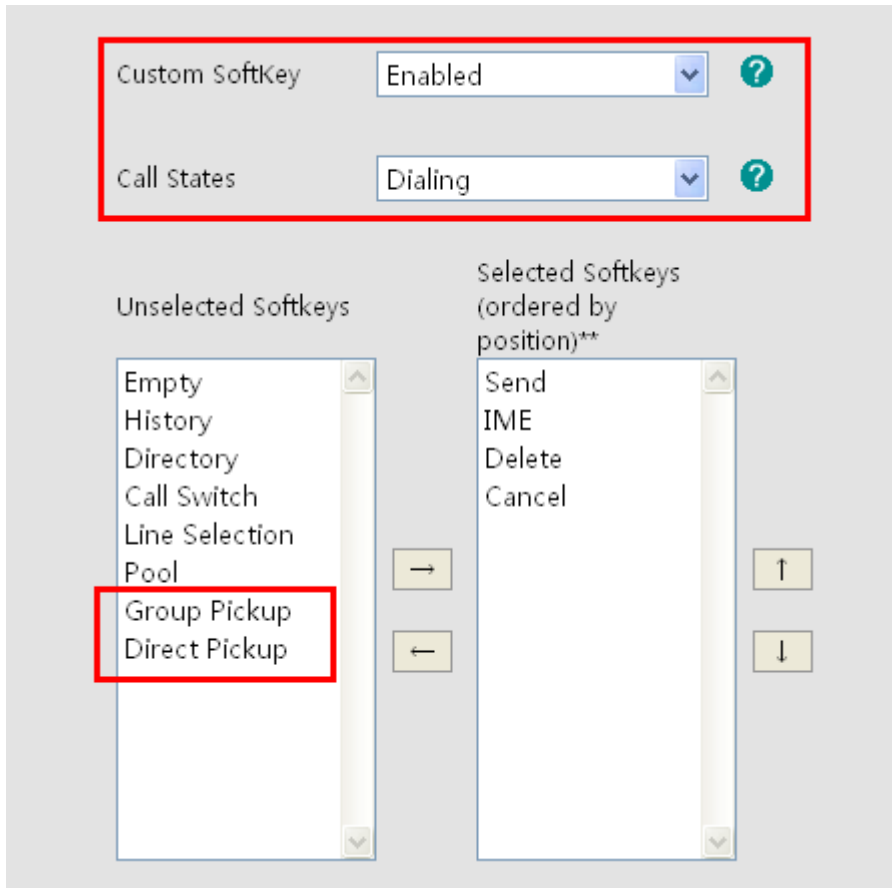 Custom SoftKey
Enabled
?
Call States
Dialing
?
Unselected Softkeys
Empty
History
Directory
Call Switch
Line Selection
Pool
Group Pickup
Direct Pickup
→
←
Selected Softkeys
(ordered by
position)**
Send
IME
Delete
Cancel
↑
↓